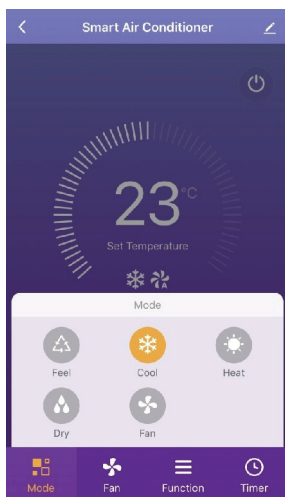 Smart Air Conditioner
23°C
Set Temperature
A
Mode
Feel Cool Heat
Dry Fan
Mode Fan Function Timer